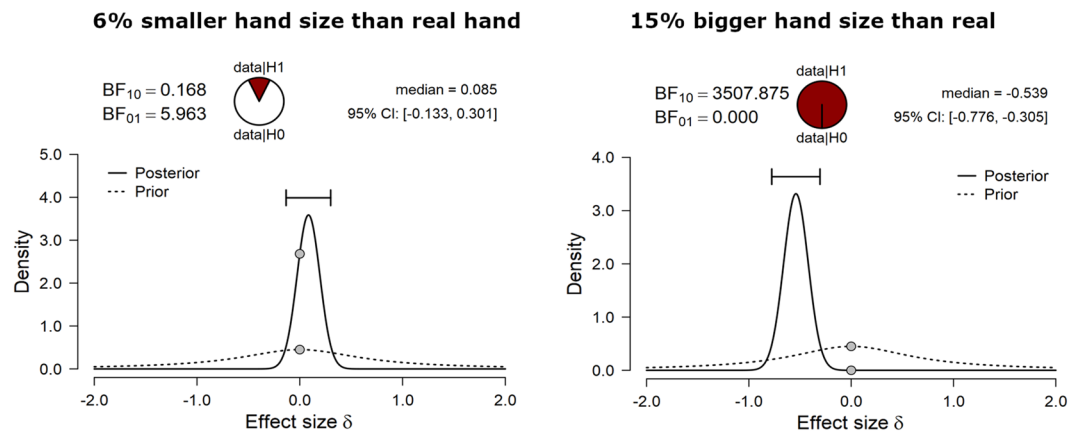 6% smaller hand size than real hand
data|H1
BF10 = 0.168
BF01 = 5.963
data|H0
median = 0.085
95% CI: [-0.133, 0.301]
5.0
4.0
3.0
2.0
1.0
0.0
Density
Posterior
Prior
-2.0 -1.0 0.0 1.0 2.0
Effect size δ
15% bigger hand size than real
data|H1
BF10 = 3507.875
BF01 = 0.000
data|H0
median = -0.539
95% CI: [-0.776, -0.305]
4.0
3.0
2.0
1.0
0.0
Density
Posterior
Prior
-2.0 -1.0 0.0 1.0 2.0
Effect size δ